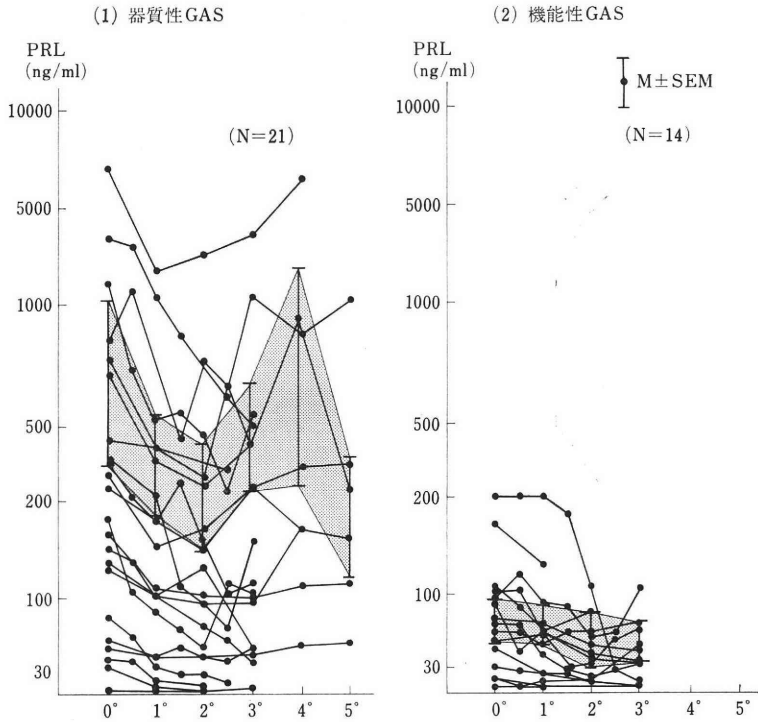 (1) 器質性GAS
PRL
(ng/ml)
10000
5000
1000
500
200
100
30
(N=21)
0° 1° 2° 3° 4° 5°
(2) 機能性GAS
PRL
(ng/ml)
M±SEM
10000
5000
1000
500
200
100
30
(N=14)
0° 1° 2° 3° 4° 5°